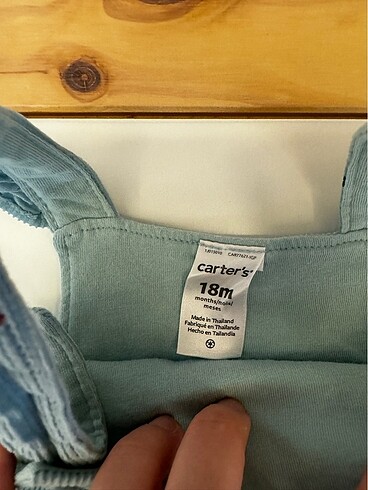 carter's
18m
months/mois/
meses
Made in Thailand
Fabriqué en Thaïlande
Hecho en Tailandia